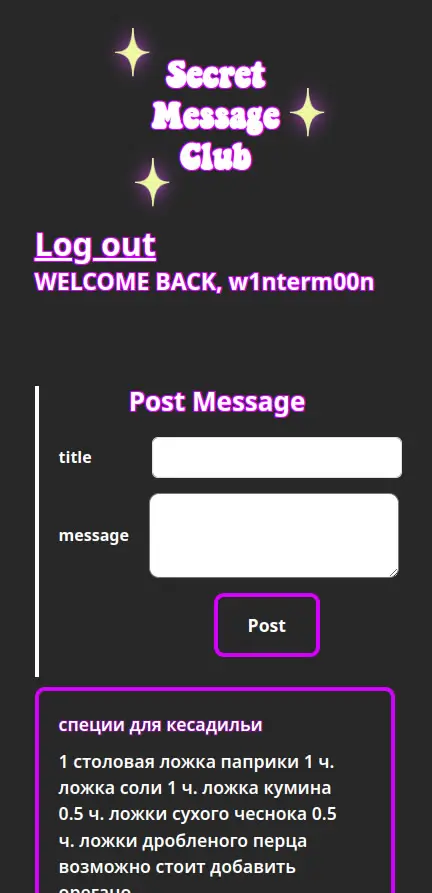 Secret
Message
Club
Log out
WELCOME BACK, w1nterm00n
Post Message
title
message
Post
специи для кесадильи
1 столовая ложка паприки 1 ч.
ложка соли 1 ч. ложка кумина
0.5 ч. ложки сухого чеснока 0.5
ч. ложки дробленого перца
возможно стоит добавить
орегано